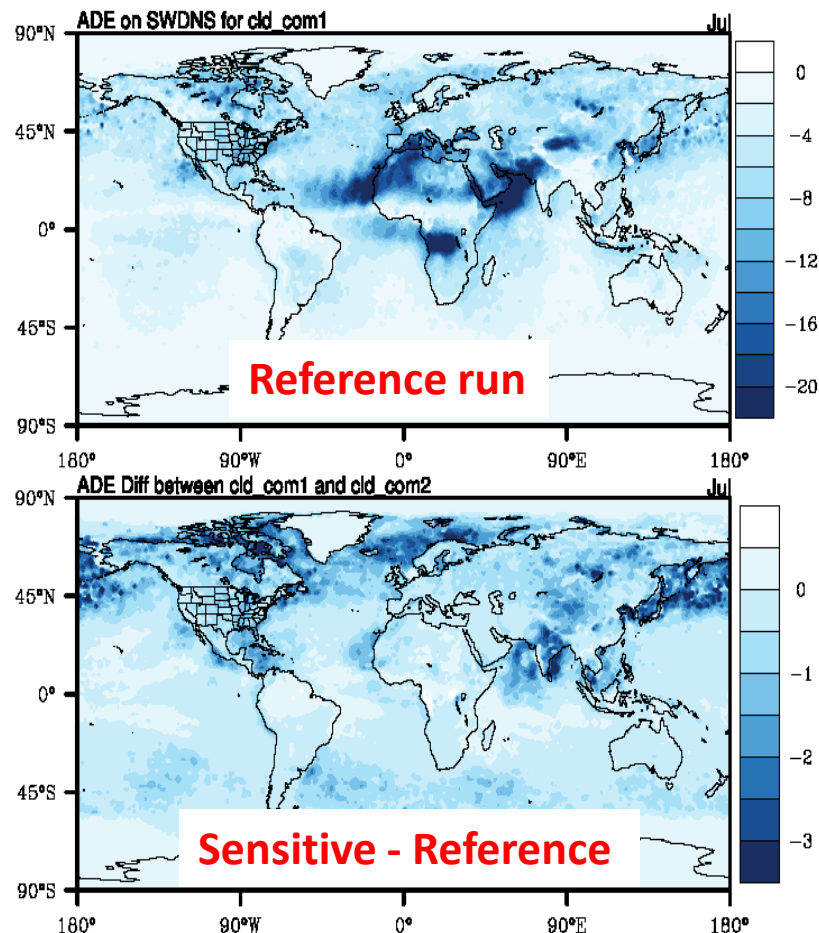 ADE on SWDNS for cld_com1 Jul
90°N
45°N
0°
45°S
90°S
180° 90°W 0° 90°E 180°
0
-4
-8
-12
-16
-20
Reference run
ADE Diff between cld_com1 and cld_com2 Jul
90°N
45°N
0°
45°S
90°S
180° 90°W 0° 90°E 180°
0
-1
-2
-3
Sensitive - Reference